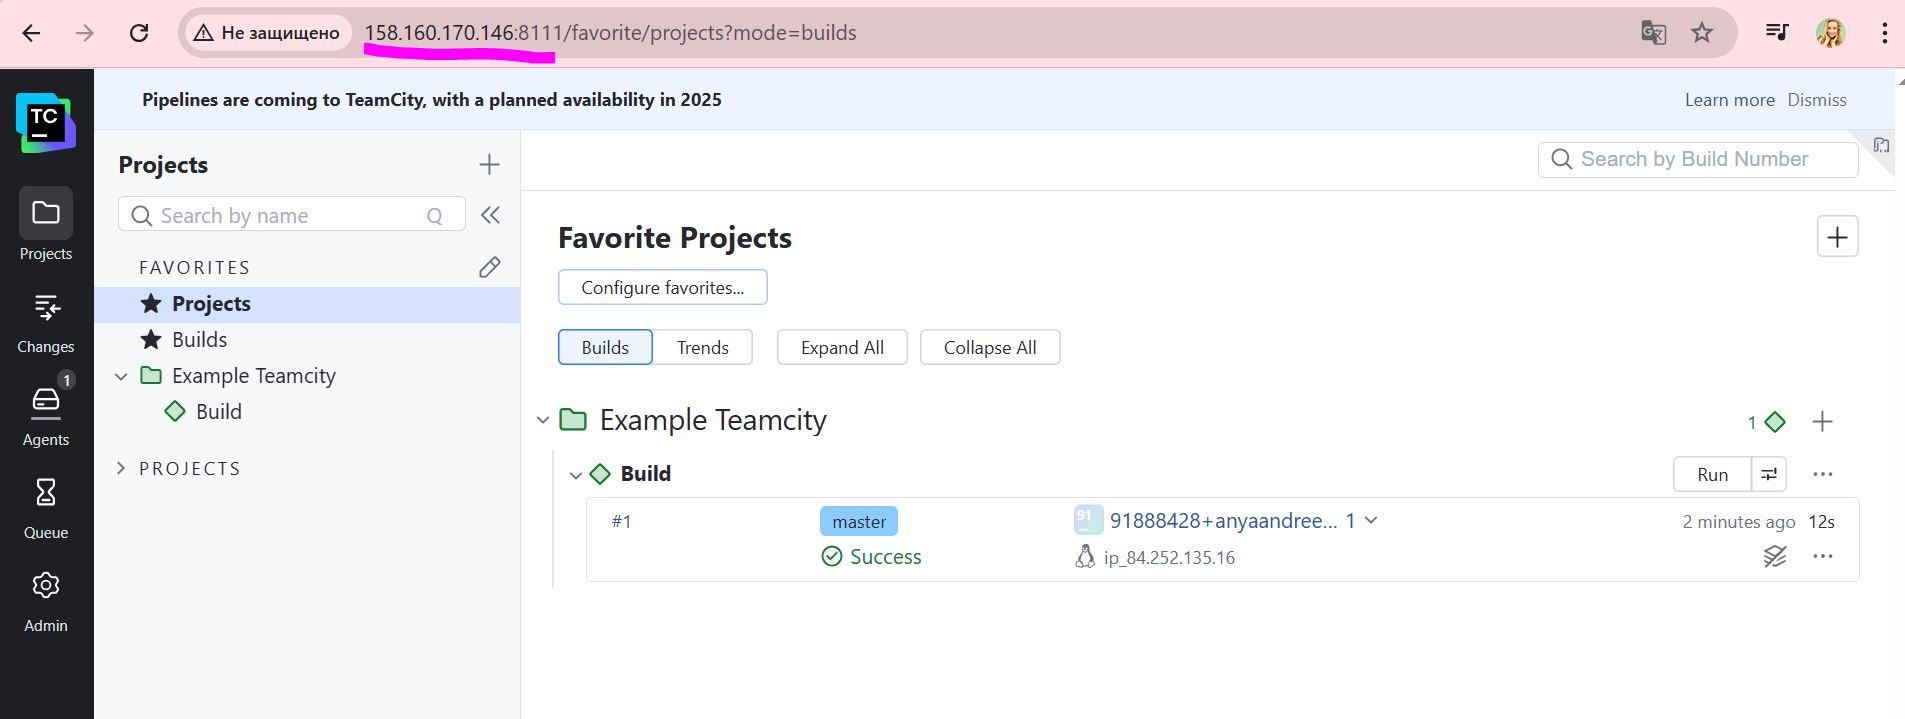 Не защищено
158.160.170.146:8111/favorite/projects?mode=builds
TC
Pipelines are coming to TeamCity, with a planned availability in 2025
Learn more Dismiss
Projects
Changes
1
Agents
Queue
Admin
Projects
Search by name Q
FAVORITES
Projects
Builds
Example Teamcity
Build
PROJECTS
Search by Build Number
Favorite Projects
Configure favorites...
Builds Trends Expand All Collapse All
Example Teamcity 1
Build Run
#1 master 91 91888428+anyaandree... 1 2 minutes ago 12s
Success ip_84.252.135.16